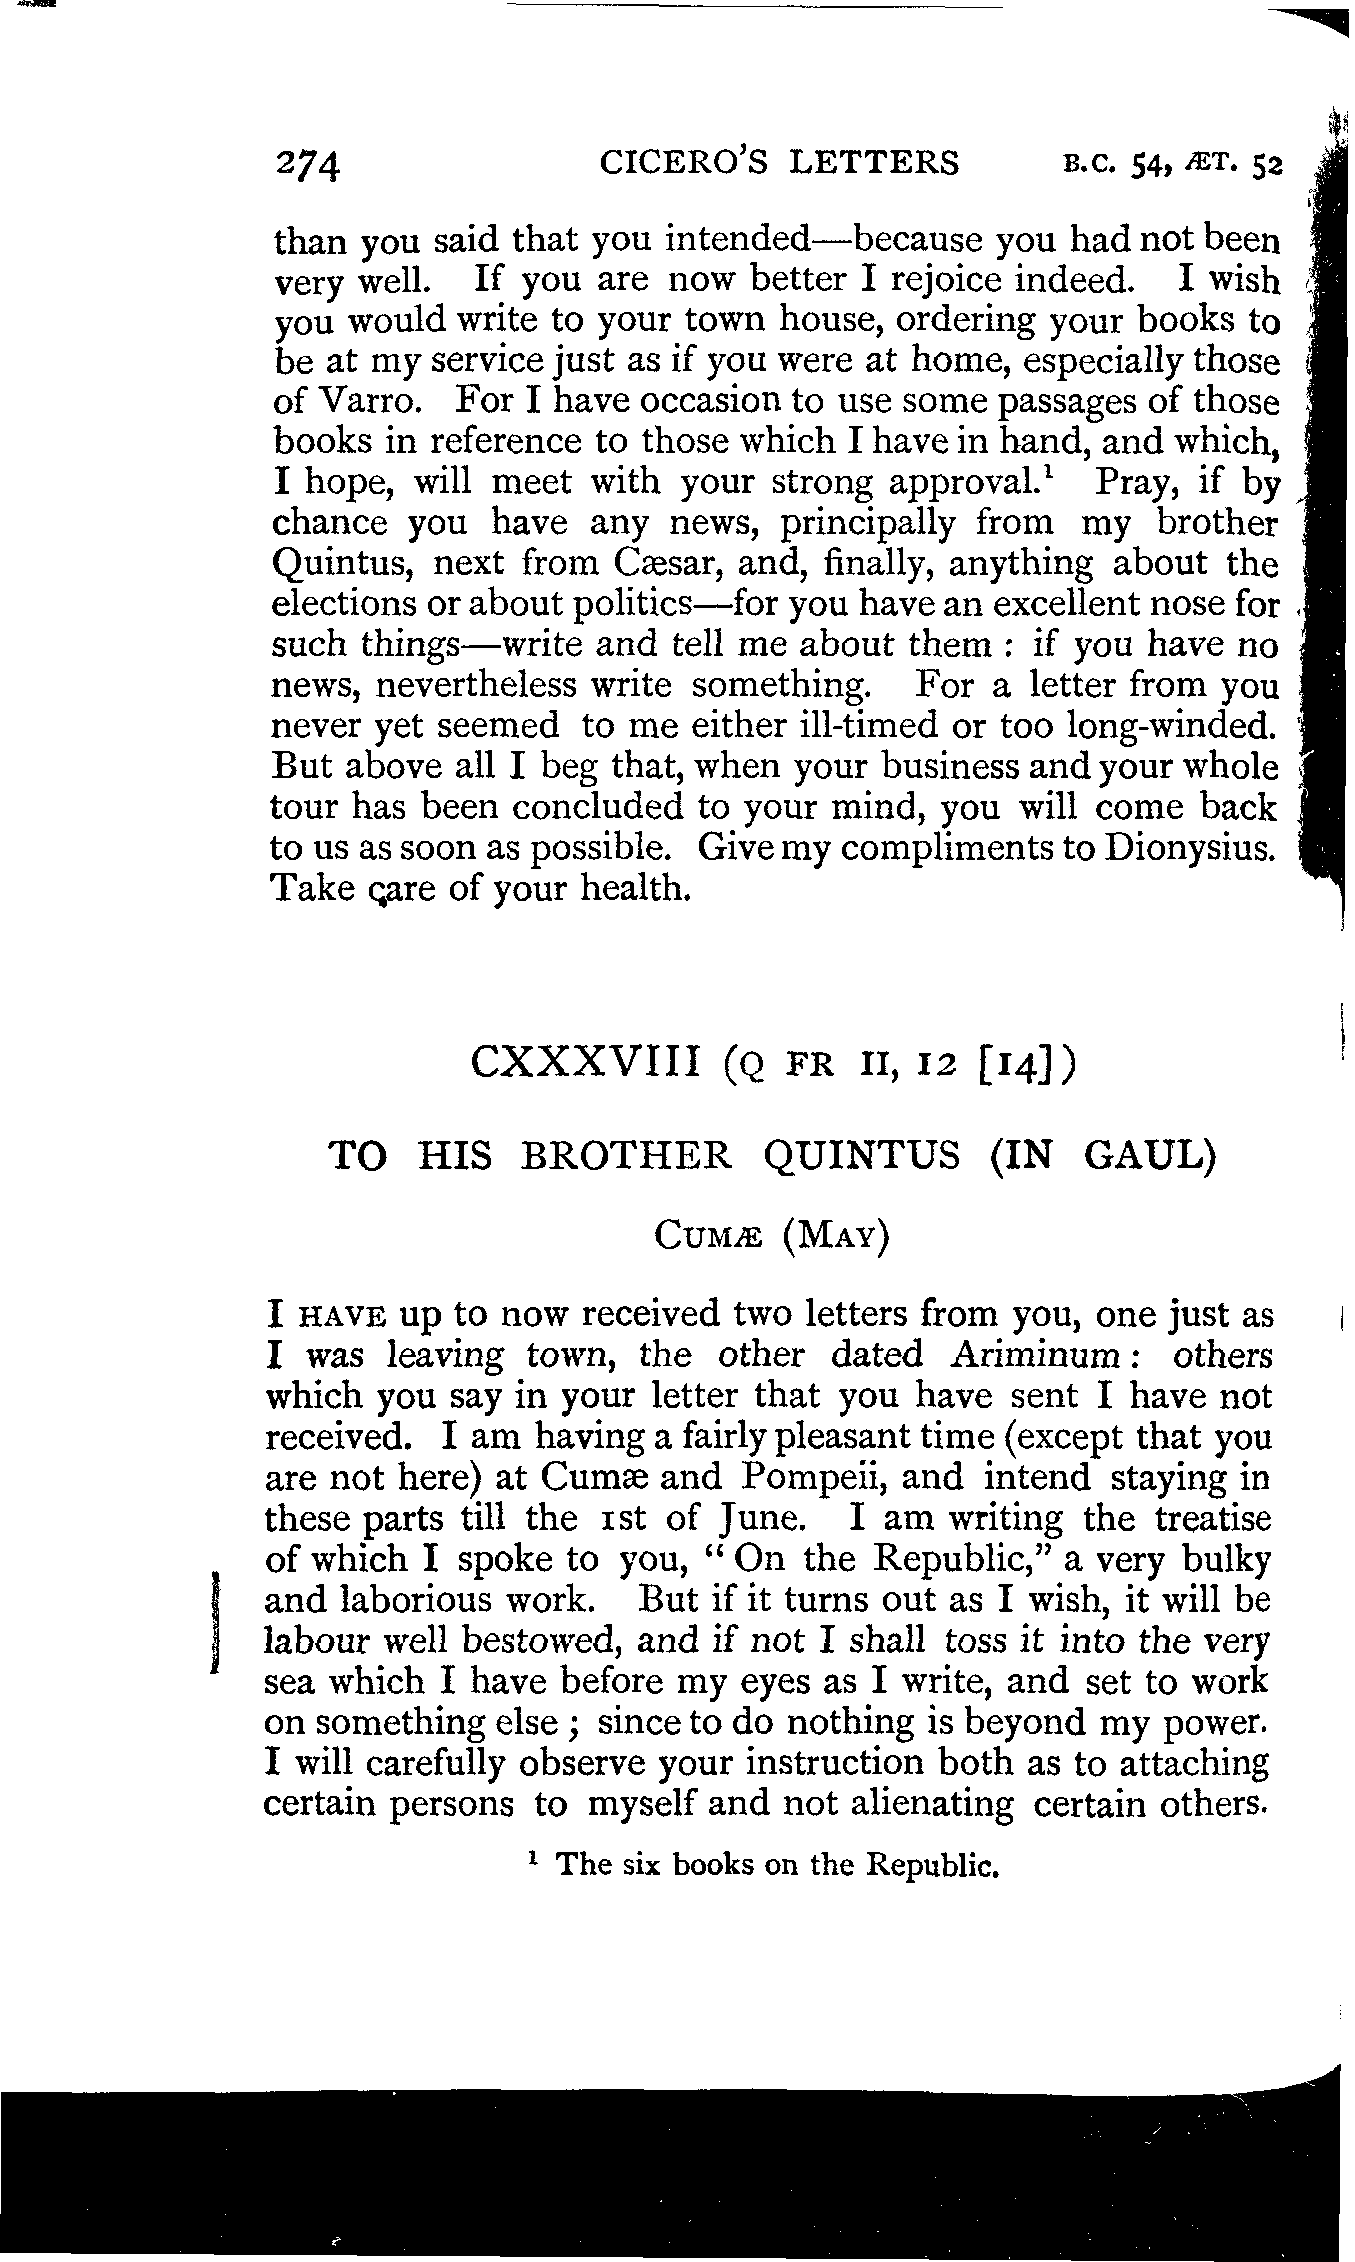 274 CICERO'S LETTERS B.C. 54, ÆT. 52
than you said that you intended—because you had not been
very well. If you are now better I rejoice indeed. I wish
you would write to your town house, ordering your books to
be at my service just as if you were at home, especially those
of Varro. For I have occasion to use some passages of those
books in reference to those which I have in hand, and which,
I hope, will meet with your strong approval.¹ Pray, if by
chance you have any news, principally from my brother
Quintus, next from Cæsar, and, finally, anything about the
elections or about politics—for you have an excellent nose for
such things—write and tell me about them : if you have no
news, nevertheless write something. For a letter from you
never yet seemed to me either ill-timed or too long-winded.
But above all I beg that, when your business and your whole
tour has been concluded to your mind, you will come back
to us as soon as possible. Give my compliments to Dionysius.
Take care of your health.
CXXXVIII (Q FR II, 12 [14])
TO HIS BROTHER QUINTUS (IN GAUL)
CUMÆ (MAY)
I HAVE up to now received two letters from you, one just as
I was leaving town, the other dated Ariminum : others
which you say in your letter that you have sent I have not
received. I am having a fairly pleasant time (except that you
are not here) at Cumæ and Pompeii, and intend staying in
these parts till the 1st of June. I am writing the treatise
of which I spoke to you, “On the Republic,” a very bulky
and laborious work. But if it turns out as I wish, it will be
labour well bestowed, and if not I shall toss it into the very
sea which I have before my eyes as I write, and set to work
on something else ; since to do nothing is beyond my power.
I will carefully observe your instruction both as to attaching
certain persons to myself and not alienating certain others.
¹ The six books on the Republic.